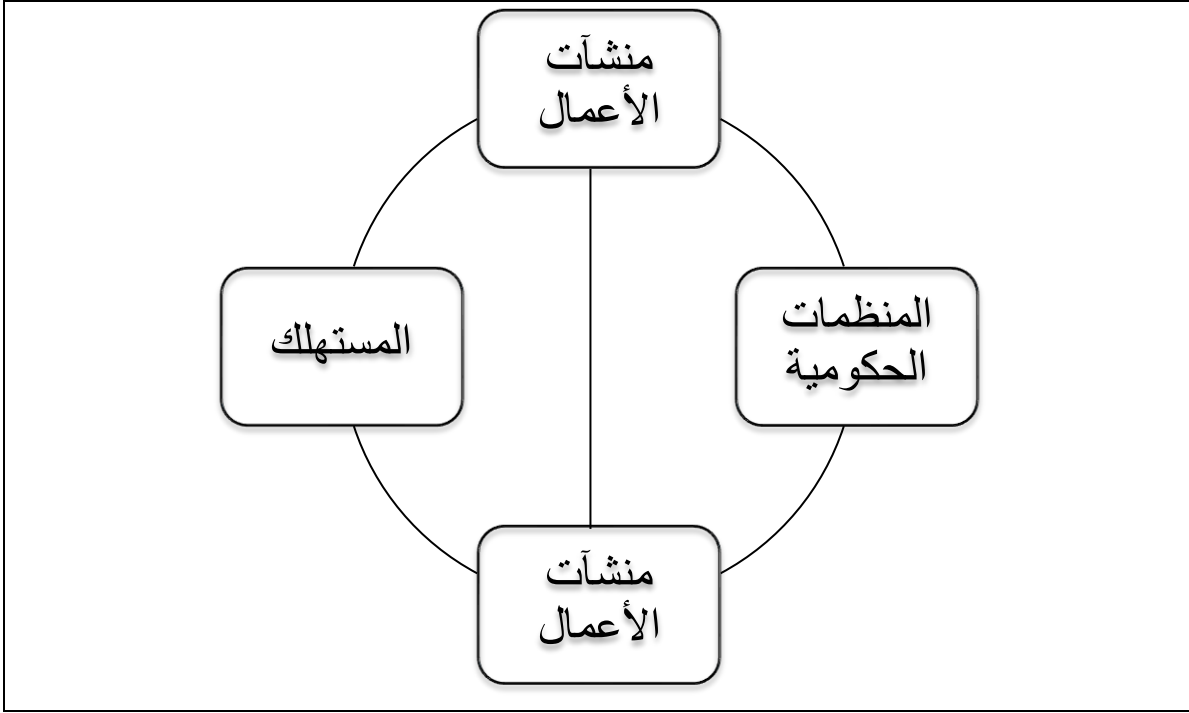 منشآت
الأعمال
المنظمات
الحكومية
المستهلك
منشآت
الأعمال